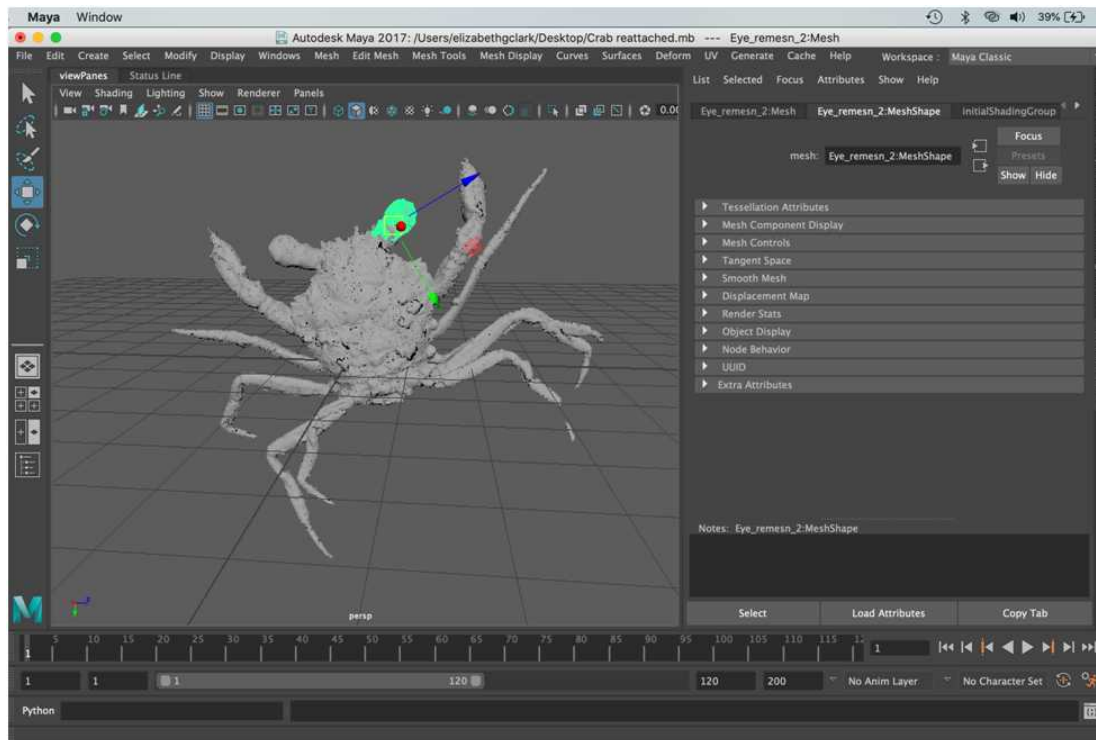 Maya Window 39%
Autodesk Maya 2017: /Users/elizabethgclark/Desktop/Crab reattached.mb --- Eye_remesn_2:Mesh
File Edit Create Select Modify Display Windows Mesh Edit Mesh Mesh Tools Mesh Display Curves Surfaces Deform UV Generate Cache Help Workspace : Maya Classic
viewPanes Status Line
View Shading Lighting Show Renderer Panels
0.00
List Selected Focus Attributes Show Help
Eye_remesn_2:Mesh Eye_remesn_2:MeshShape initialShadingGroup
Focus
mesh: Eye_remesn_2:MeshShape
Presets
Show Hide
Tessellation Attributes
Mesh Component Display
Mesh Controls
Tangent Space
Smooth Mesh
Displacement Map
Render Stats
Object Display
Node Behavior
UUID
Extra Attributes
Notes: Eye_remesn_2:MeshShape
persp
Select Load Attributes Copy Tab
5 10 15 20 25 30 35 40 45 50 55 60 65 70 75 80 85 90 95 100 105 110 115 12
1 1
1 1 1 120 120 200 No Anim Layer No Character Set
Python